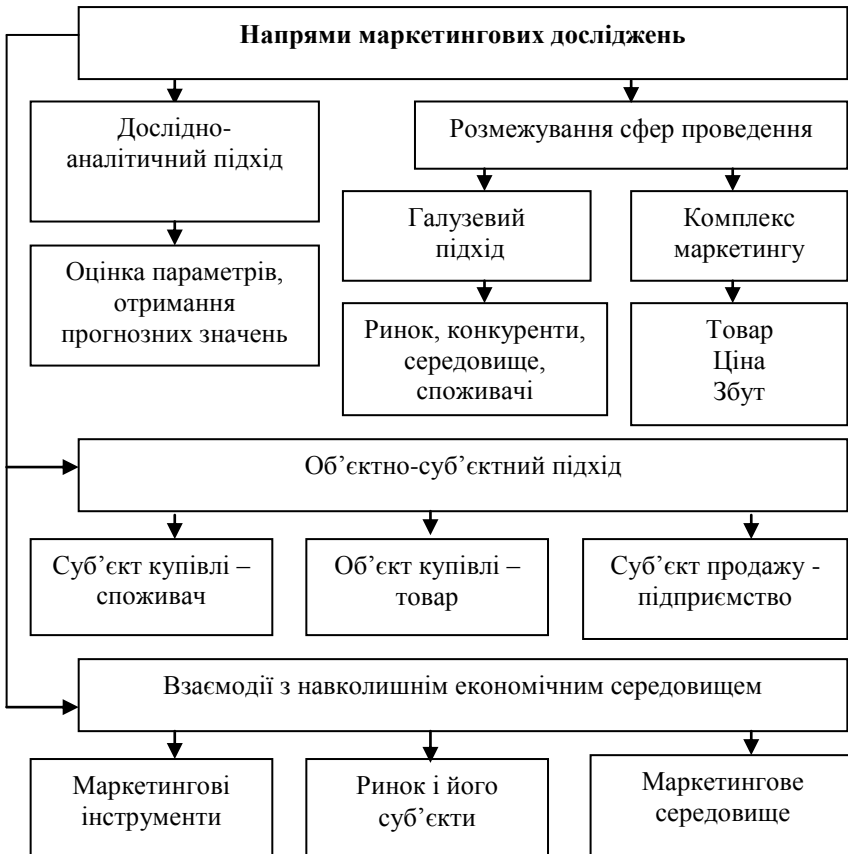 Напрями маркетингових досліджень
Дослідно-
аналітичний підхід
Розмежування сфер проведення
Галузевий
підхід
Комплекс
маркетингу
Оцінка параметрів,
отримання
прогнозних значень
Ринок, конкуренти,
середовище,
споживачі
Товар
Ціна
Збут
Об’єктно-суб’єктний підхід
Суб’єкт купівлі –
споживач
Об’єкт купівлі –
товар
Суб’єкт продажу -
підприємство
Взаємодії з навколишнім економічним середовищем
Маркетингові
інструменти
Ринок і його
суб’єкти
Маркетингове
середовище